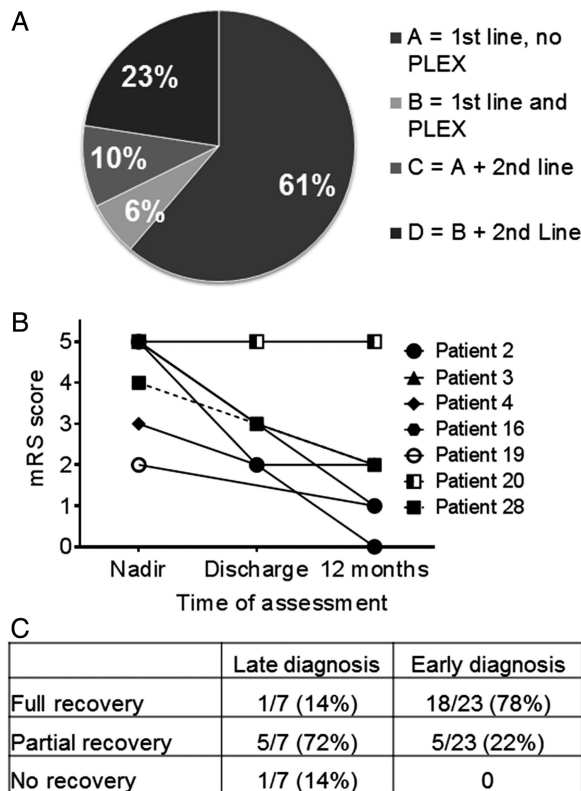 A
23%
10%
6%
61%
A = 1st line, no
PLEX
B = 1st line and
PLEX
C = A + 2nd line
D = B + 2nd Line
B
mRS score
5
4
3
2
1
0
Nadir Discharge 12 months
Time of assessment
Patient 2
Patient 3
Patient 4
Patient 16
Patient 19
Patient 20
Patient 28
C
Late diagnosis Early diagnosis
Full recovery 1/7 (14%) 18/23 (78%)
Partial recovery 5/7 (72%) 5/23 (22%)
No recovery 1/7 (14%) 0